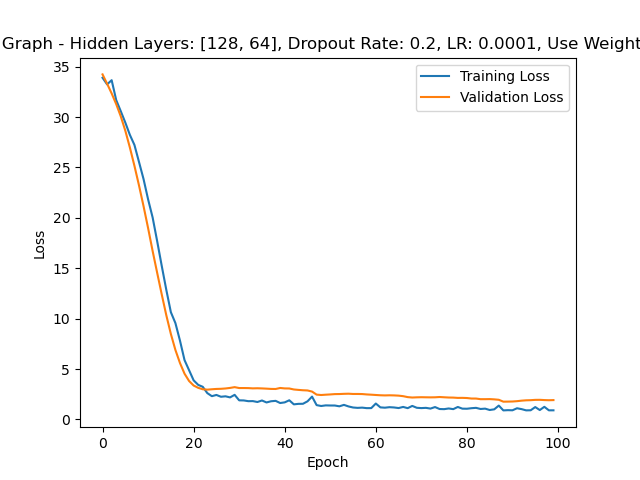 Graph - Hidden Layers: [128, 64], Dropout Rate: 0.2, LR: 0.0001, Use Weight
Training Loss
Validation Loss
35
30
25
20
15
10
5
0
Loss
0 20 40 60 80 100
Epoch